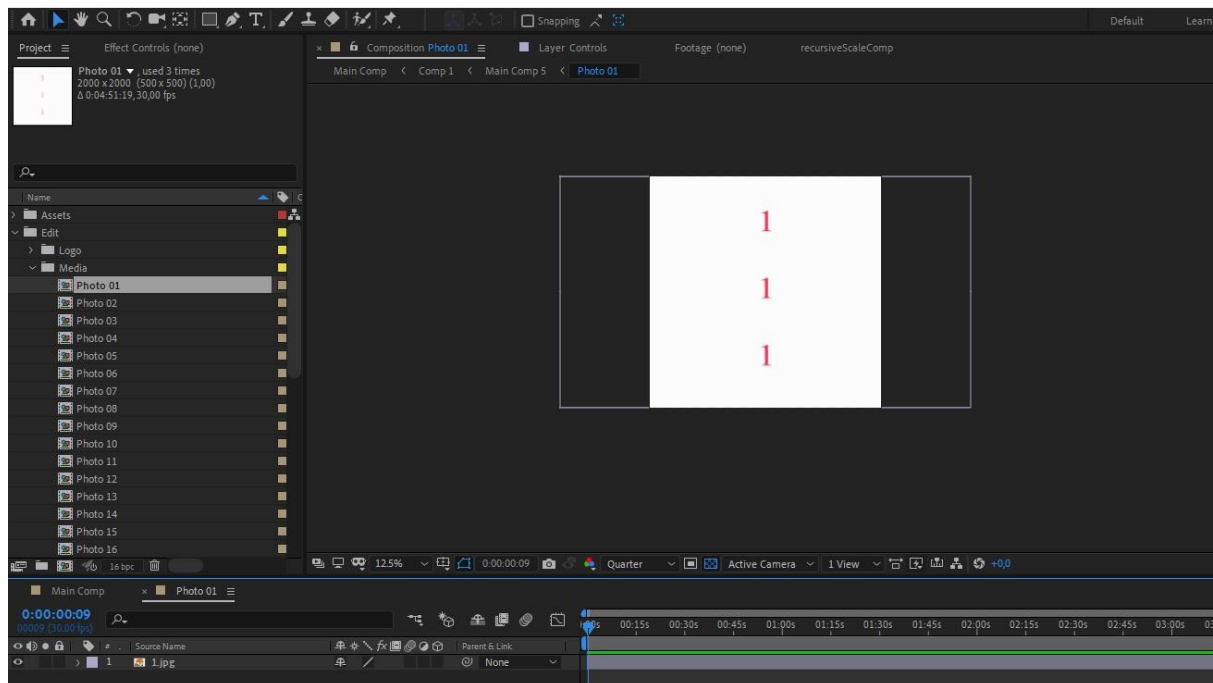 Snapping
Default
Learn
Project
Effect Controls (none)
Composition Photo 01
Layer Controls
Footage (none)
recursiveScaleComp
Photo 01 , used 3 times
2000 x 2000 (500 x 500) (1,00)
Δ 0:04:51:19, 30,00 fps
Main Comp
Comp 1
Main Comp 5
Photo 01
Name
Assets
Edit
Logo
Media
Photo 01
Photo 02
Photo 03
Photo 04
Photo 05
Photo 06
Photo 07
Photo 08
Photo 09
Photo 10
Photo 11
Photo 12
Photo 13
Photo 14
Photo 15
Photo 16
1
1
1
16 bpc
12.5%
0:00:00:09
Quarter
Active Camera
1 View
+0,0
Main Comp
Photo 01
0:00:00:09
00009 (30.00 fps)
00:15s 00:30s 00:45s 01:00s 01:15s 01:30s 01:45s 02:00s 02:15s 02:30s 02:45s 03:00s
# Source Name
Parent & Link
1 1.jpg
None